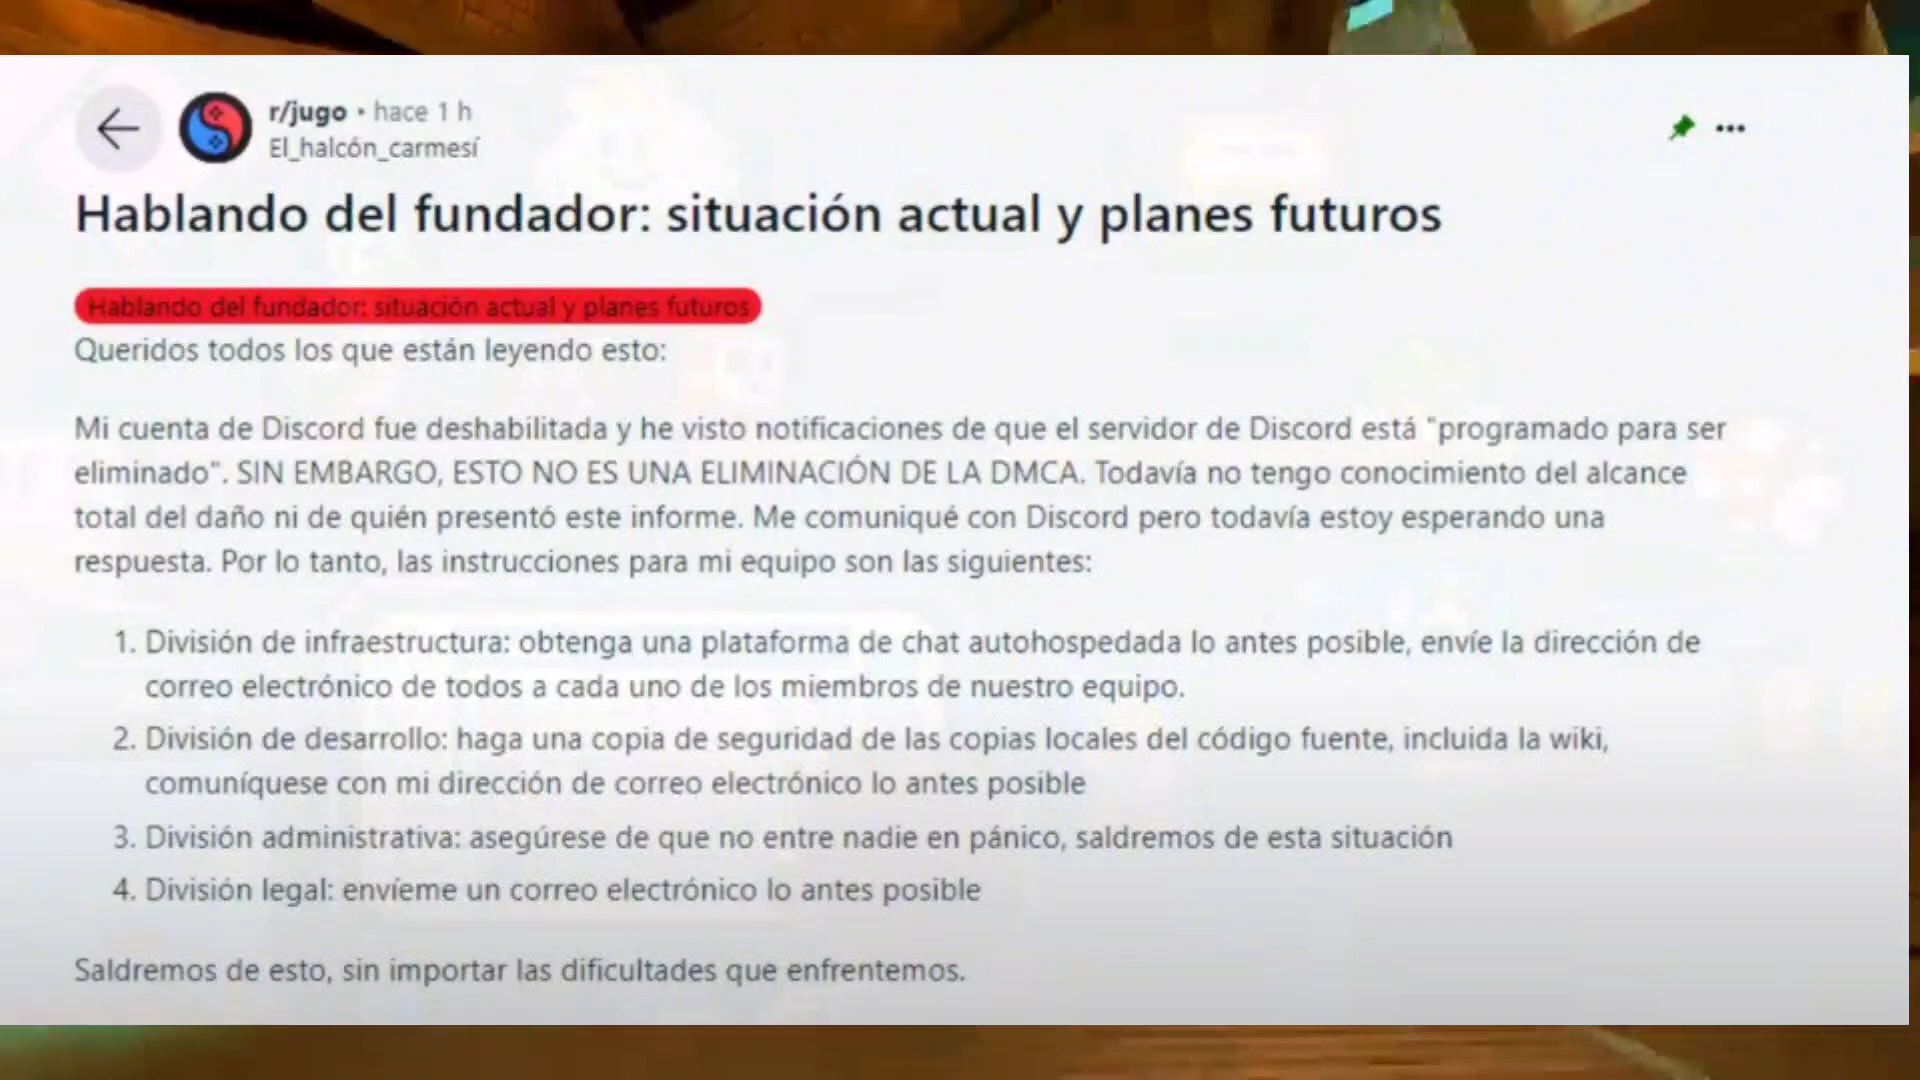 r/jugo • hace 1 h
El_halcón_carmesí
Hablando del fundador: situación actual y planes futuros
Hablando del fundador: situación actual y planes futuros
Queridos todos los que están leyendo esto:
Mi cuenta de Discord fue deshabilitada y he visto notificaciones de que el servidor de Discord está "programado para ser
eliminado". SIN EMBARGO, ESTO NO ES UNA ELIMINACIÓN DE LA DMCA. Todavía no tengo conocimiento del alcance
total del daño ni de quién presentó este informe. Me comuniqué con Discord pero todavía estoy esperando una
respuesta. Por lo tanto, las instrucciones para mi equipo son las siguientes:
1. División de infraestructura: obtenga una plataforma de chat autohospedada lo antes posible, envíe la dirección de
correo electrónico de todos a cada uno de los miembros de nuestro equipo.
2. División de desarrollo: haga una copia de seguridad de las copias locales del código fuente, incluida la wiki,
comuníquese con mi dirección de correo electrónico lo antes posible
3. División administrativa: asegúrese de que no entre nadie en pánico, saldremos de esta situación
4. División legal: envíeme un correo electrónico lo antes posible
Saldremos de esto, sin importar las dificultades que enfrentemos.